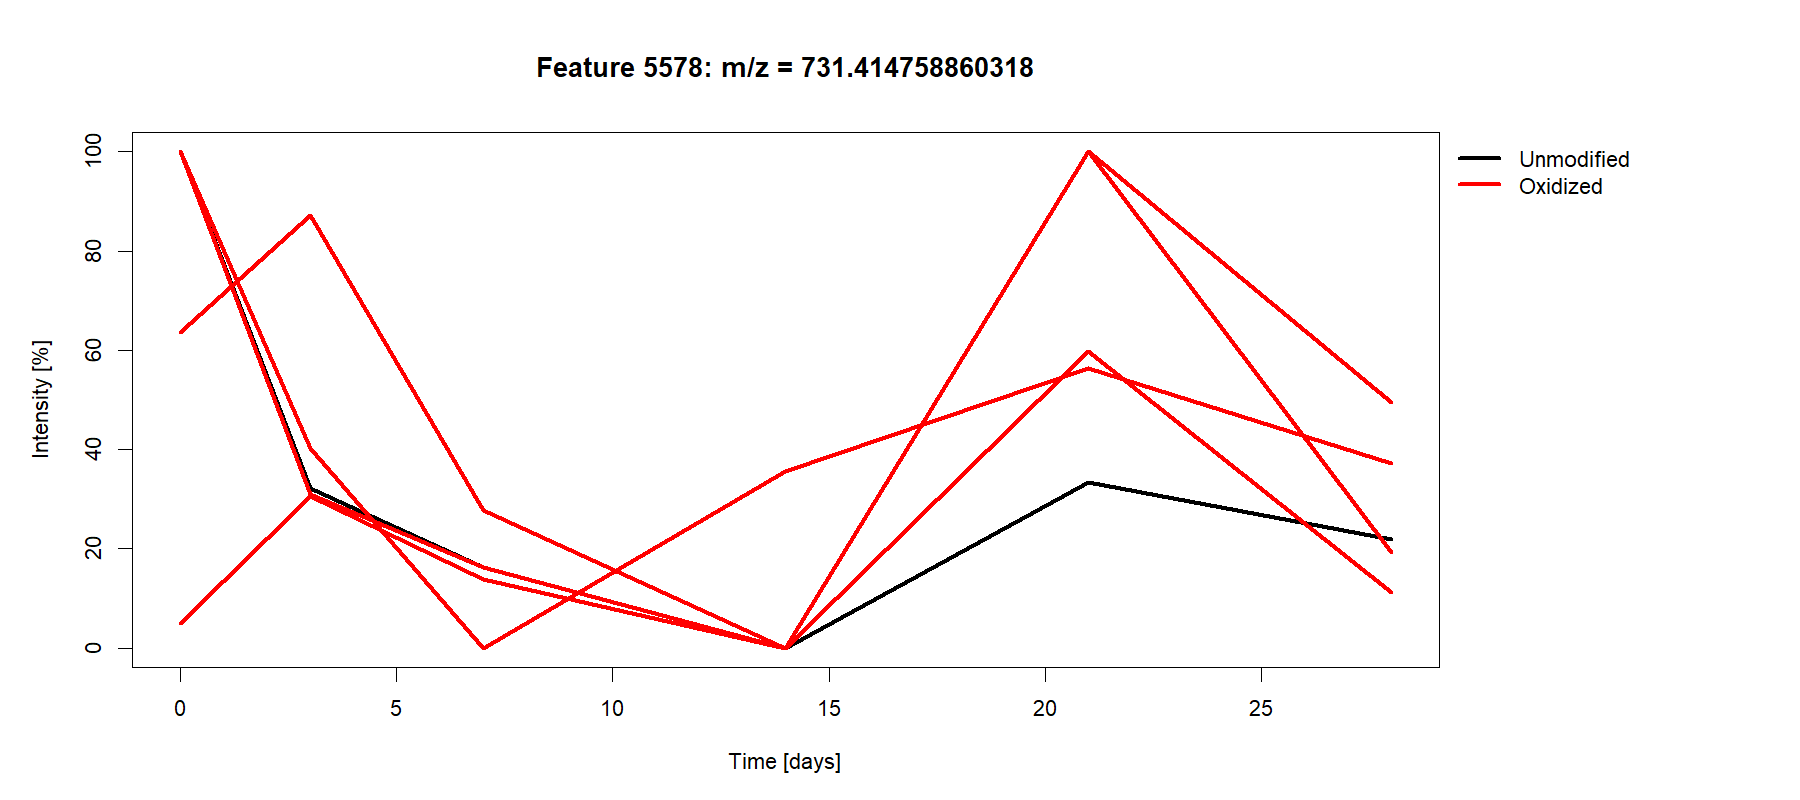 Feature 5578: m/z = 731.414758860318
Unmodified
Oxidized
Intensity [%]
100
80
60
40
20
0
0 5 10 15 20 25
Time [days]